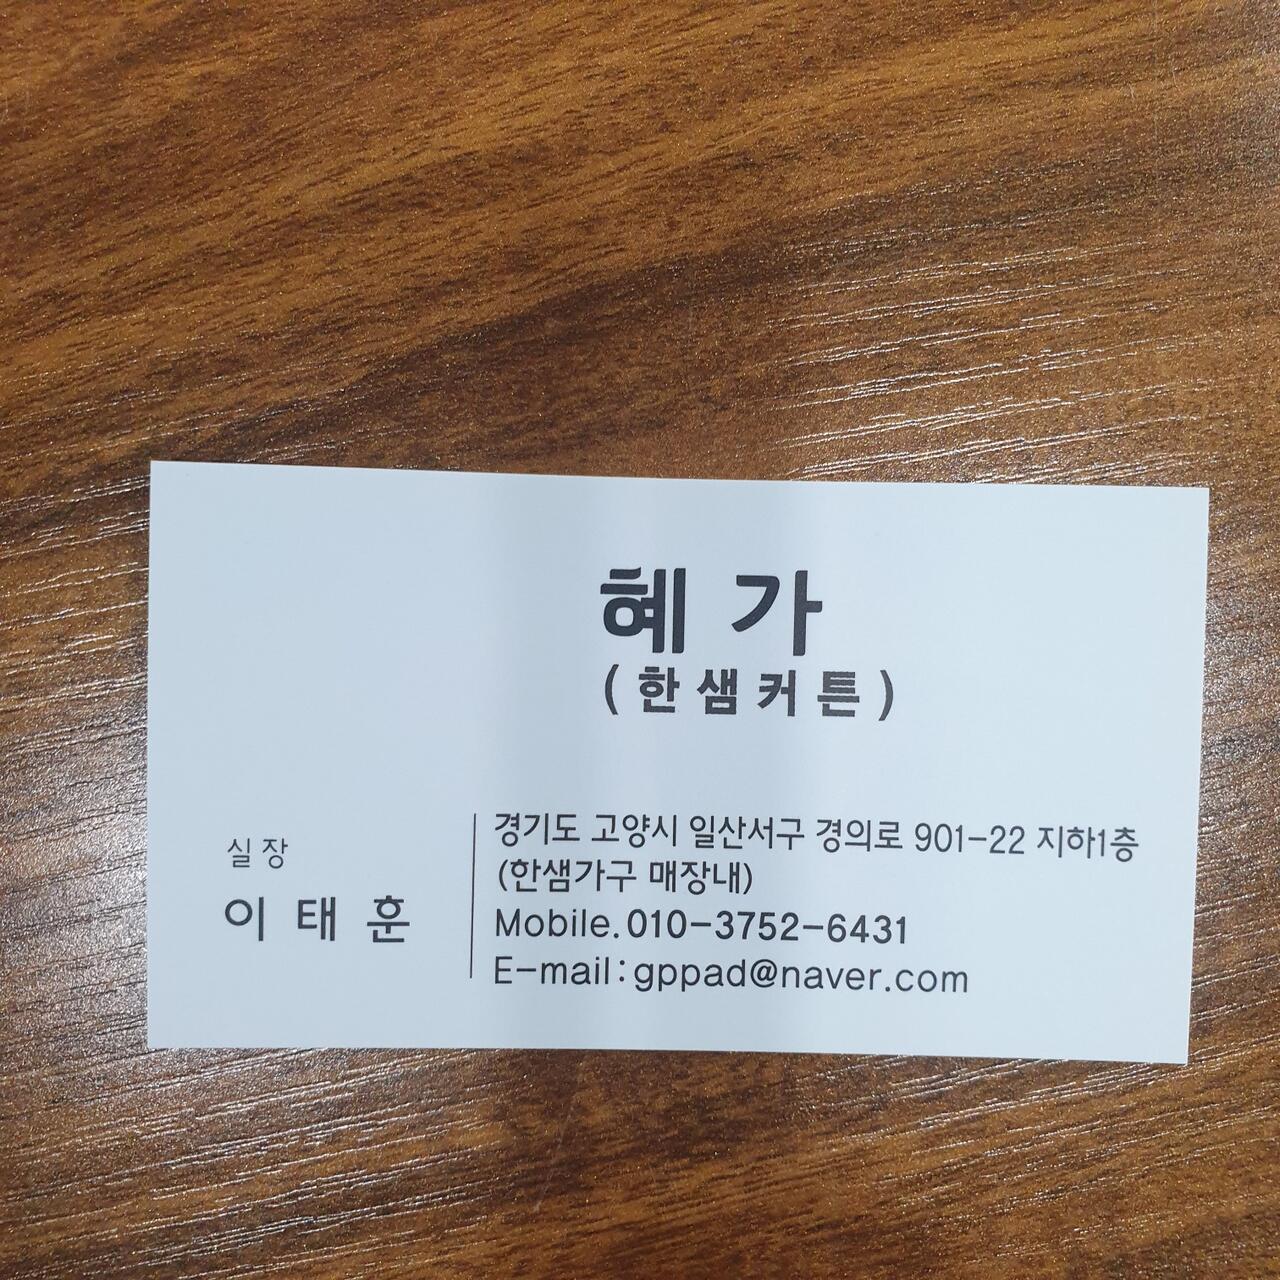 혜 가
(한샘커튼)
실장
이 태 훈
경기도 고양시 일산서구 경의로 901-22 지하1층
(한샘가구 매장내)
Mobile.010-3752-6431
E-mail:gppad@naver.com